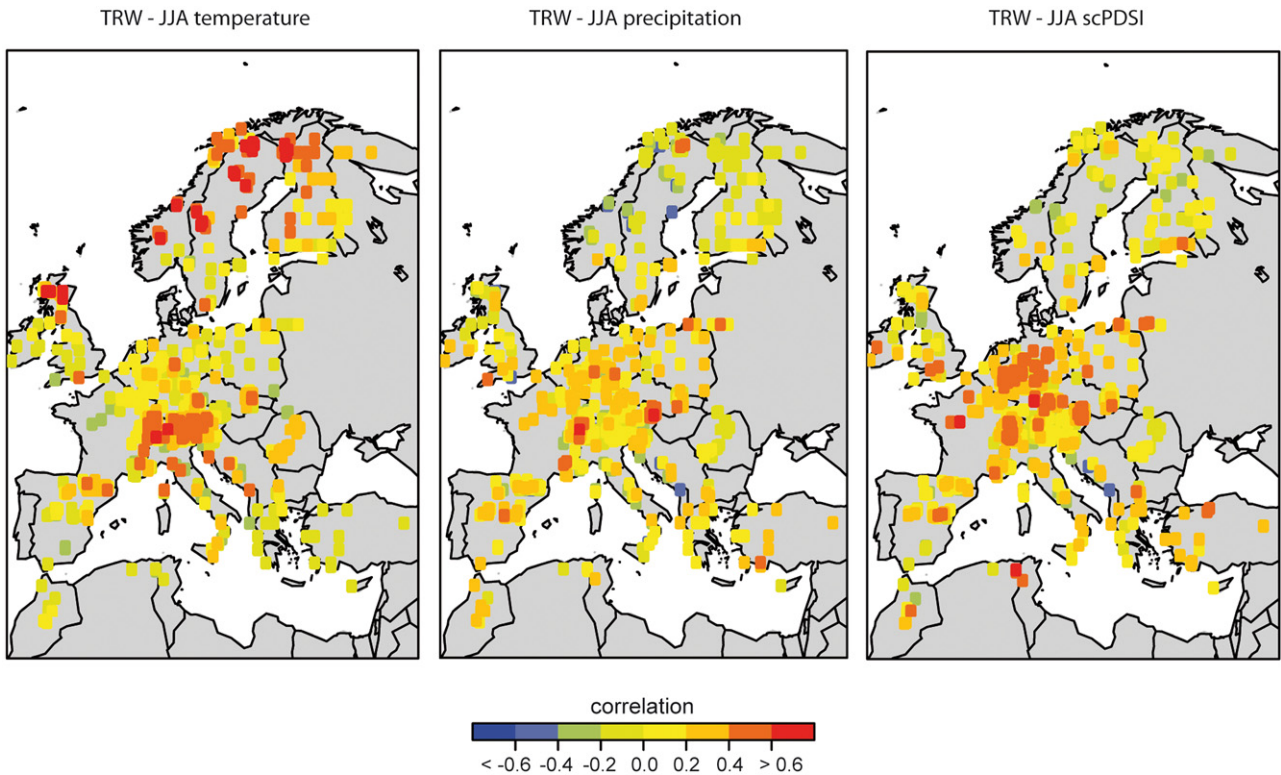 TRW - JJA temperature
TRW - JJA precipitation
TRW - JJA scPDSI
correlation
< -0.6 -0.4 -0.2 0.0 0.2 0.4 > 0.6